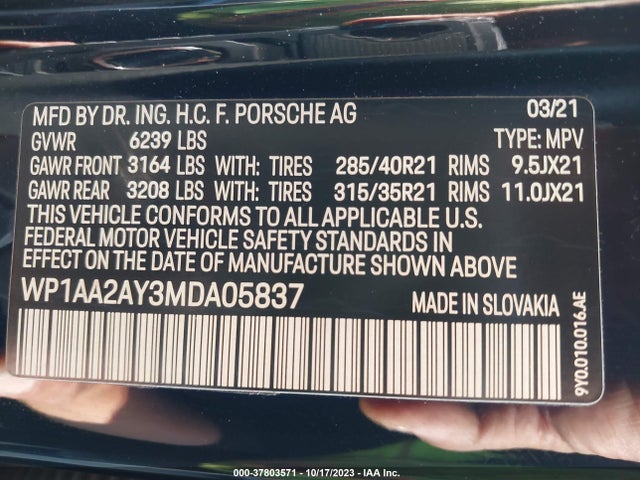 MFD BY DR. ING. H.C. F. PORSCHE AG 03/21
GVWR 6239 LBS TYPE: MPV
GAWR FRONT 3164 LBS WITH: TIRES 285/40R21 RIMS 9.5JX21
GAWR REAR 3208 LBS WITH: TIRES 315/35R21 RIMS 11.0JX21
THIS VEHICLE CONFORMS TO ALL APPLICABLE U.S.
FEDERAL MOTOR VEHICLE SAFETY STANDARDS IN
EFFECT ON THE DATE OF MANUFACTURE SHOWN ABOVE
WP1AA2AY3MDA05837 MADE IN SLOVAKIA
9Y0.010.016AE
000-37803571 - 10/17/2023 - IAA Inc.